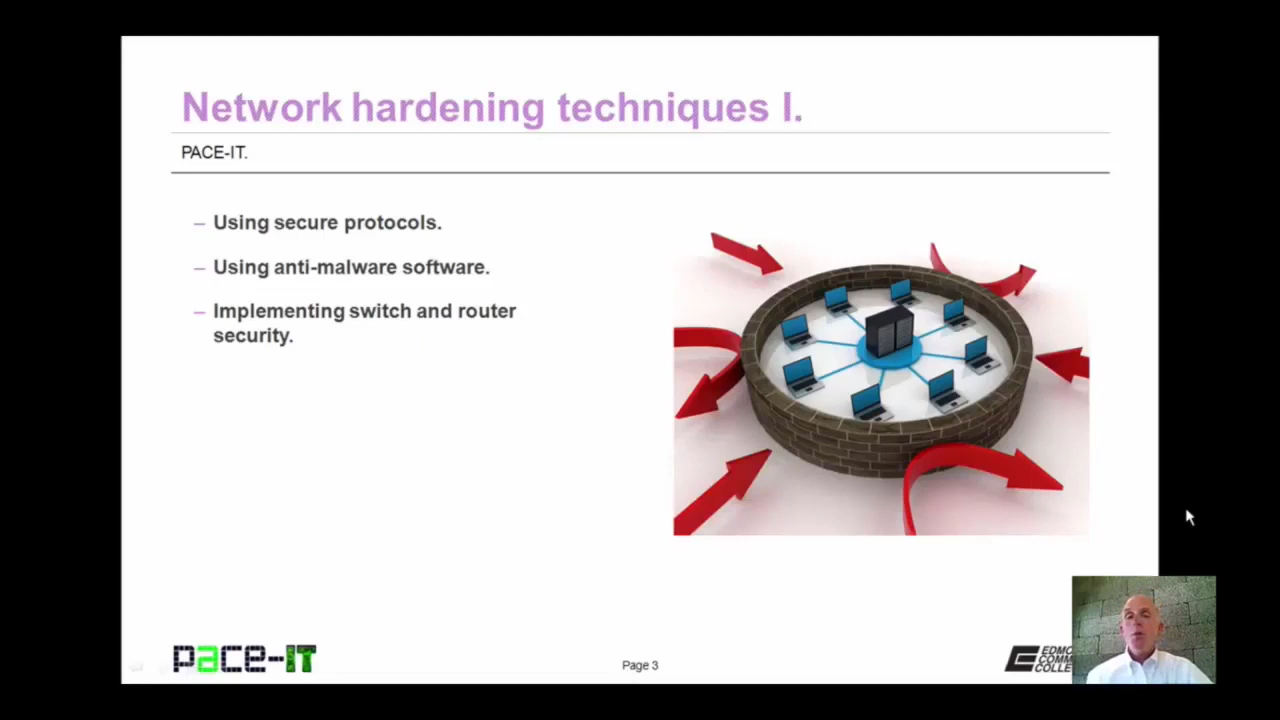 Network hardening techniques I.
PACE-IT.
– Using secure protocols.
– Using anti-malware software.
– Implementing switch and router
security.
pace-IT
Page 3